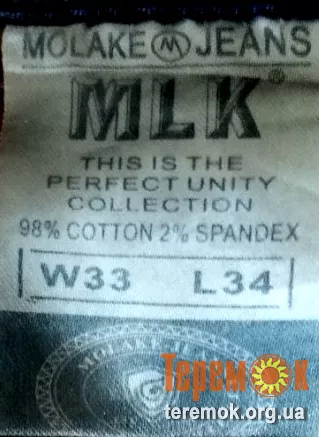 MOLAKE M JEANS
MLK®
THIS IS THE
PERFECT UNITY
COLLECTION
98% COTTON 2% SPANDEX
W33 L34
MOLAKE
Теремок
teremok.org.ua